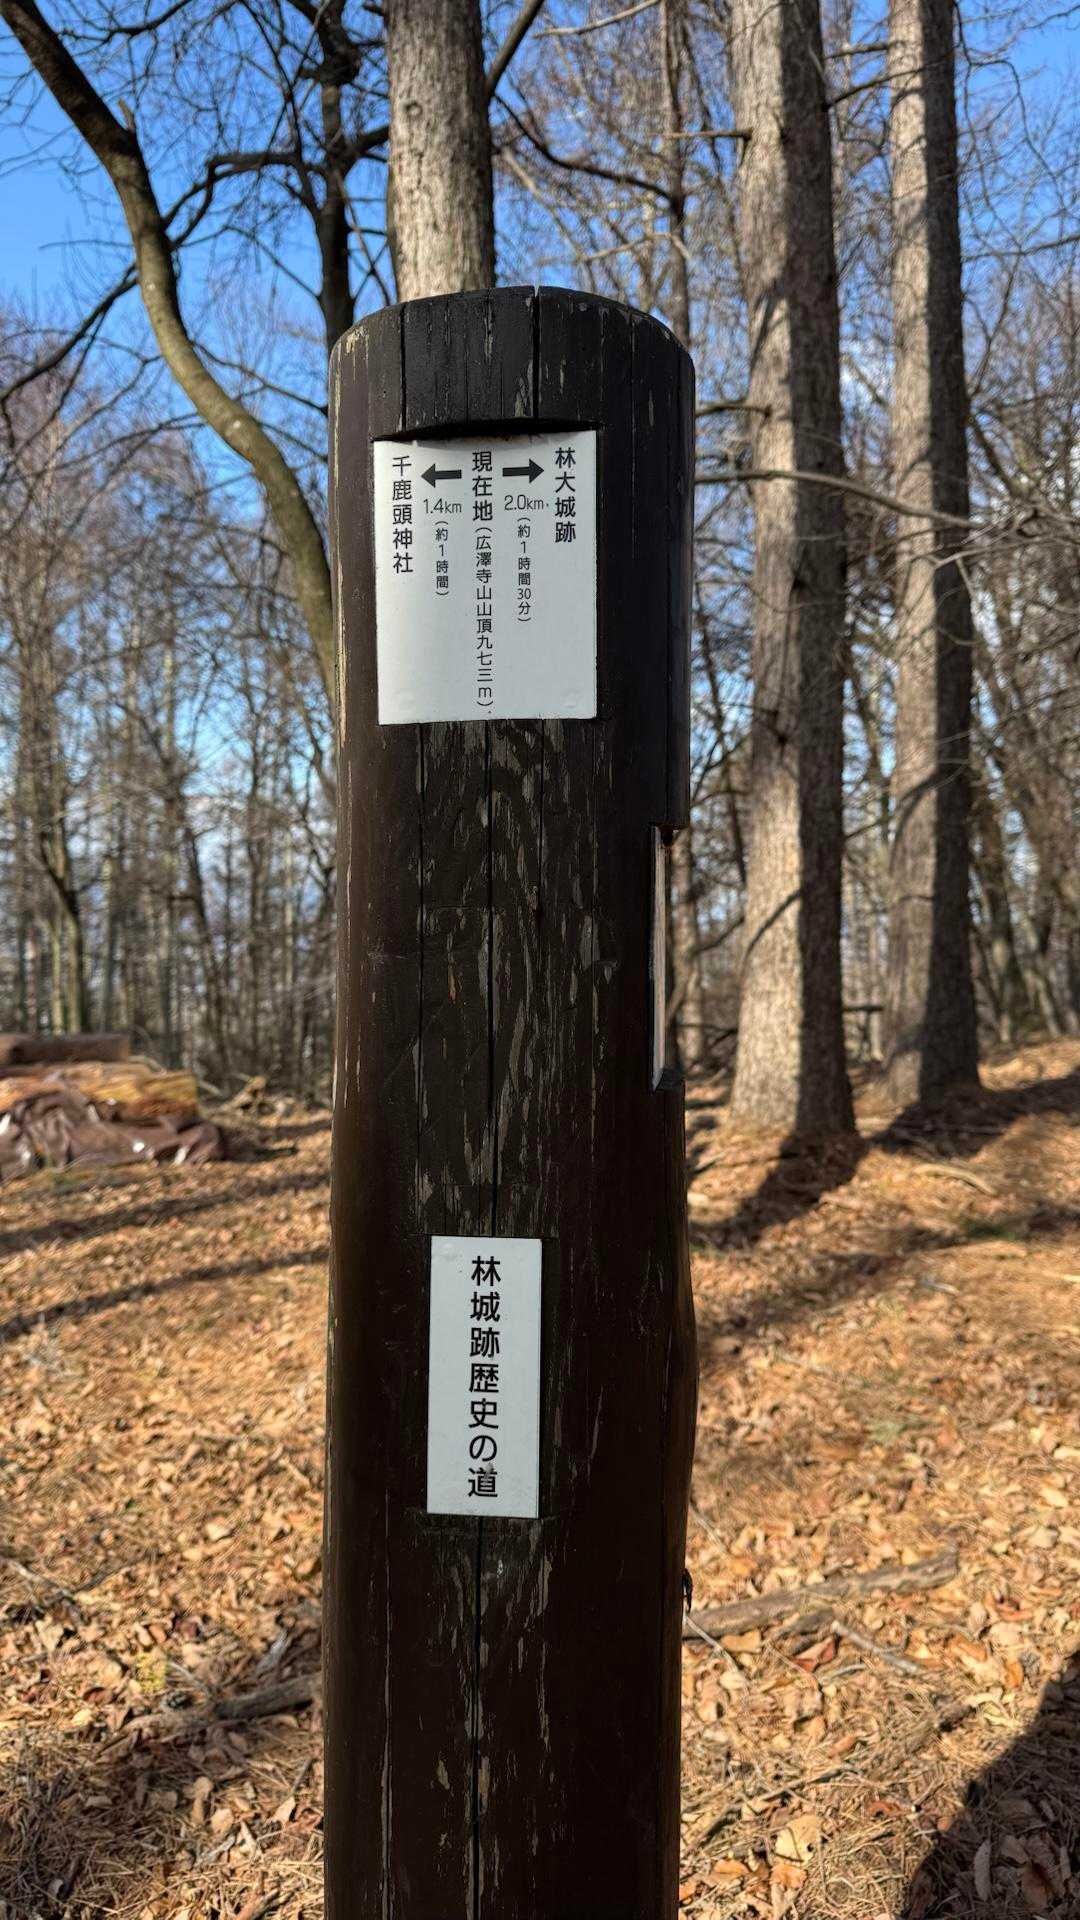 林大城跡
→
2.0km
(約1時間30分)
現在地(広澤寺山山頂九七三m)
←
1.4km
(約1時間)
千鹿頭神社
林城跡歴史の道